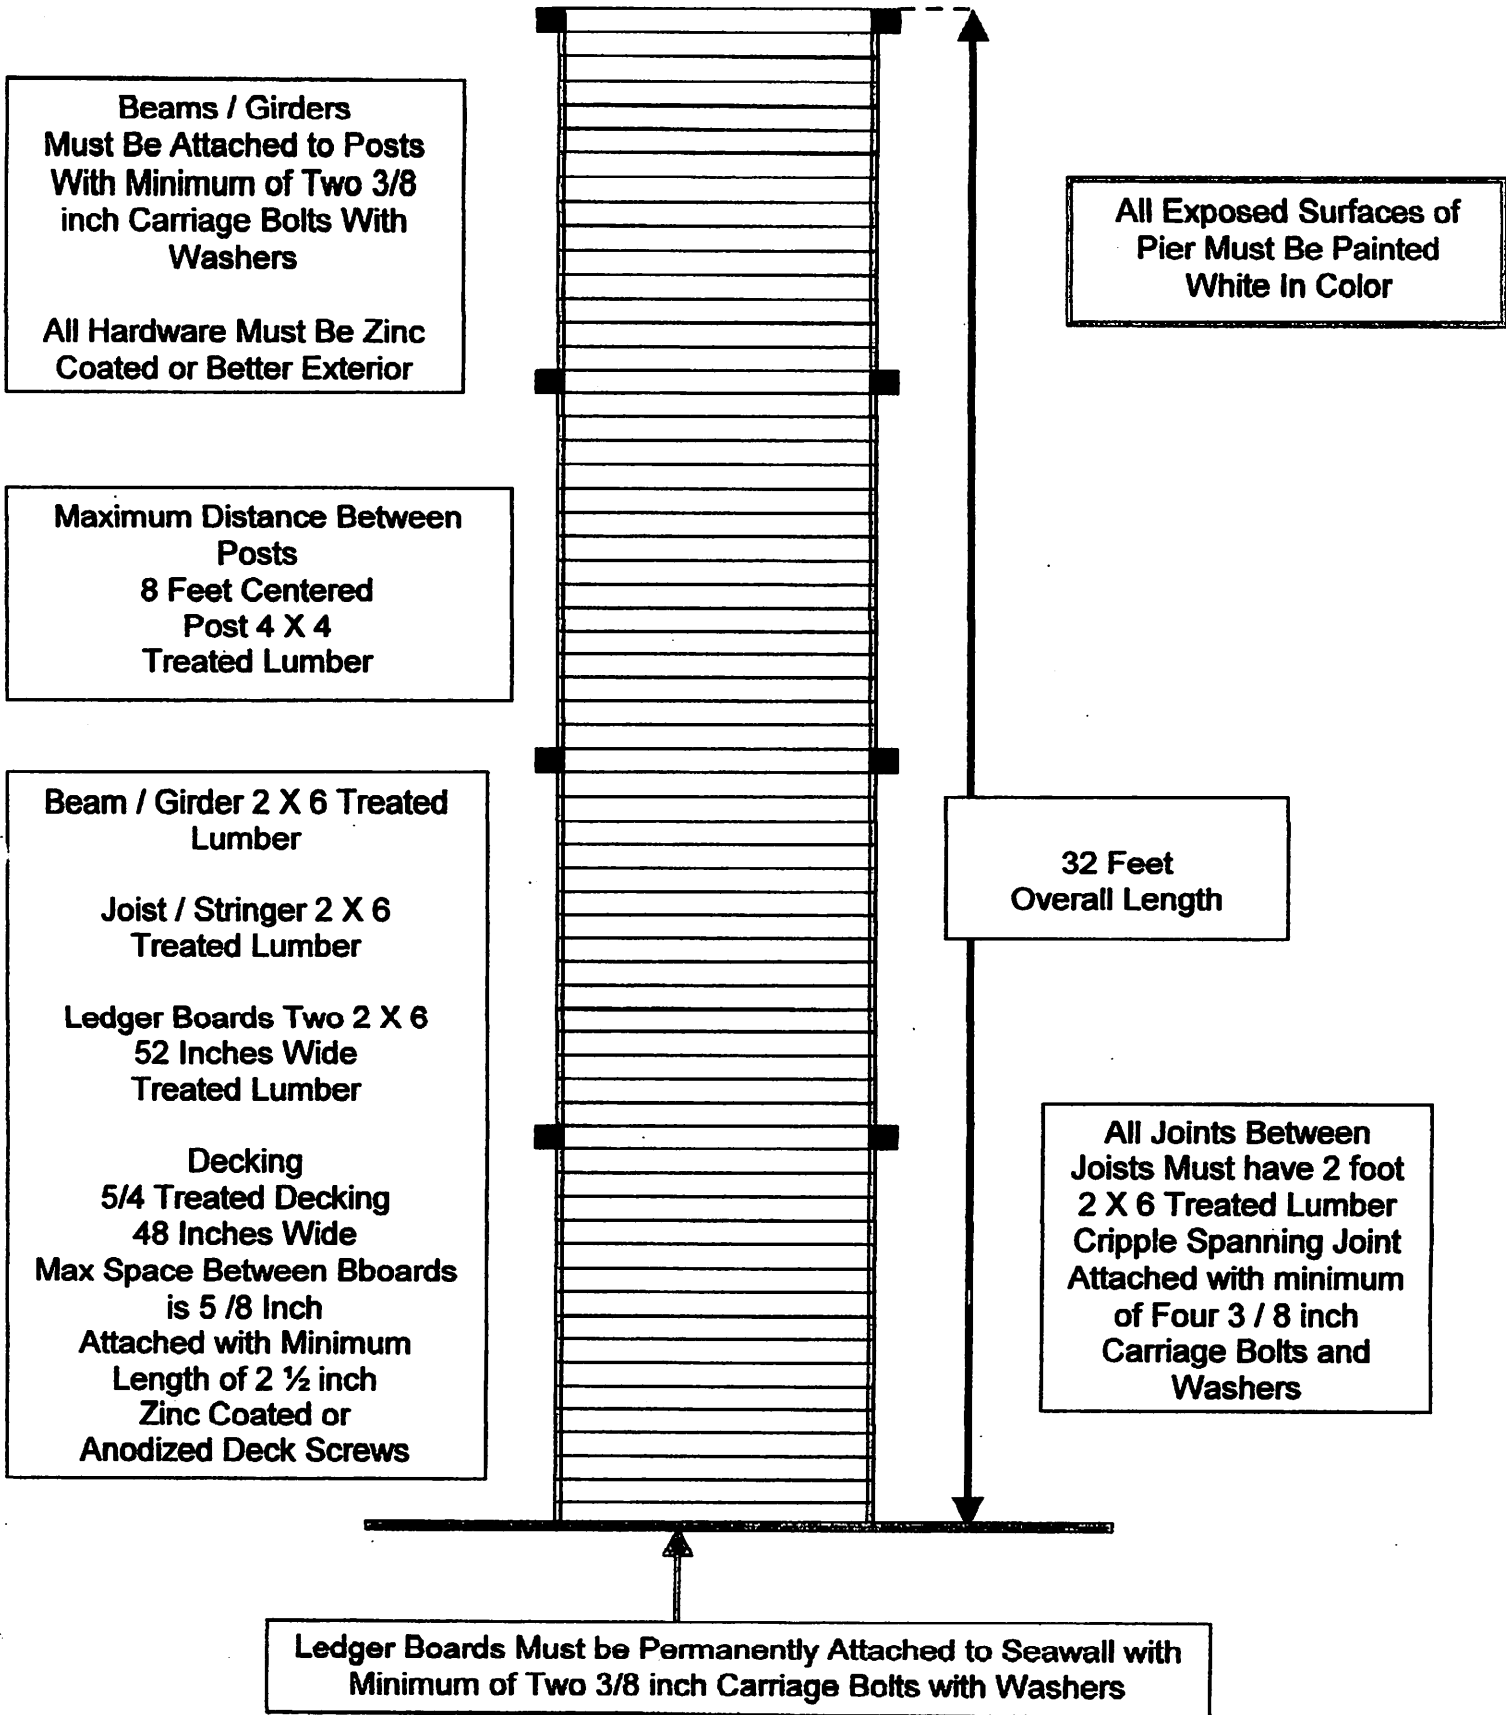 Beams / Girders
Must Be Attached to Posts
With Minimum of Two 3/8
inch Carriage Bolts With
Washers
All Hardware Must Be Zinc
Coated or Better Exterior
All Exposed Surfaces of
Pier Must Be Painted
White In Color
Maximum Distance Between
Posts
8 Feet Centered
Post 4 X 4
Treated Lumber
Beam / Girder 2 X 6 Treated
Lumber
Joist / Stringer 2 X 6
Treated Lumber
Ledger Boards Two 2 X 6
52 Inches Wide
Treated Lumber
Decking
5/4 Treated Decking
48 Inches Wide
Max Space Between Bboards
is 5 /8 Inch
Attached with Minimum
Length of 2 ½ inch
Zinc Coated or
Anodized Deck Screws
32 Feet
Overall Length
All Joints Between
Joists Must have 2 foot
2 X 6 Treated Lumber
Cripple Spanning Joint
Attached with minimum
of Four 3 / 8 inch
Carriage Bolts and
Washers
Ledger Boards Must be Permanently Attached to Seawall with
Minimum of Two 3/8 inch Carriage Bolts with Washers